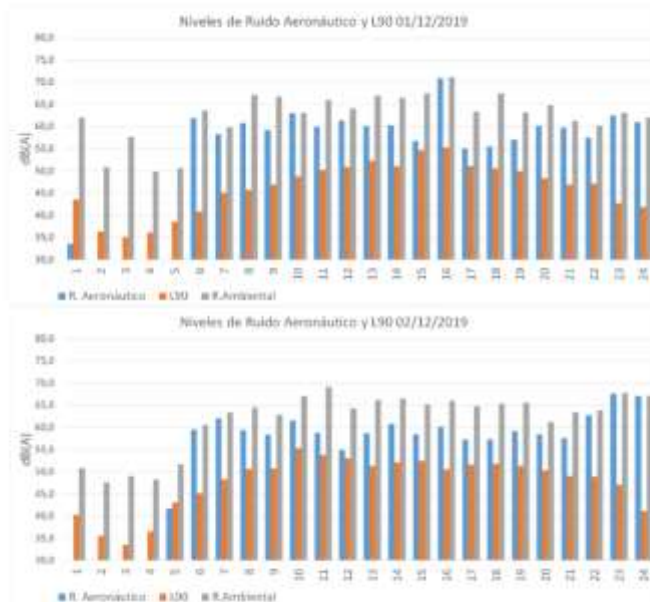 Niveles de Ruido Aeronáutico y L90 01/12/2019
80,0
75,0
70,0
65,0
60,0
55,0
50,0
45,0
40,0
35,0
30,0
dB(A)
1 2 3 4 5 6 7 8 9 10 11 12 13 14 15 16 17 18 19 20 21 22 23 24
R. Aeronáutico L90 R.Ambiental
Niveles de Ruido Aeronáutico y L90 02/12/2019
80,0
75,0
70,0
65,0
60,0
55,0
50,0
45,0
40,0
35,0
30,0
dB(A)
1 2 3 4 5 6 7 8 9 10 11 12 13 14 15 16 17 18 19 20 21 22 23 24
R. Aeronáutico L90 R.Ambiental